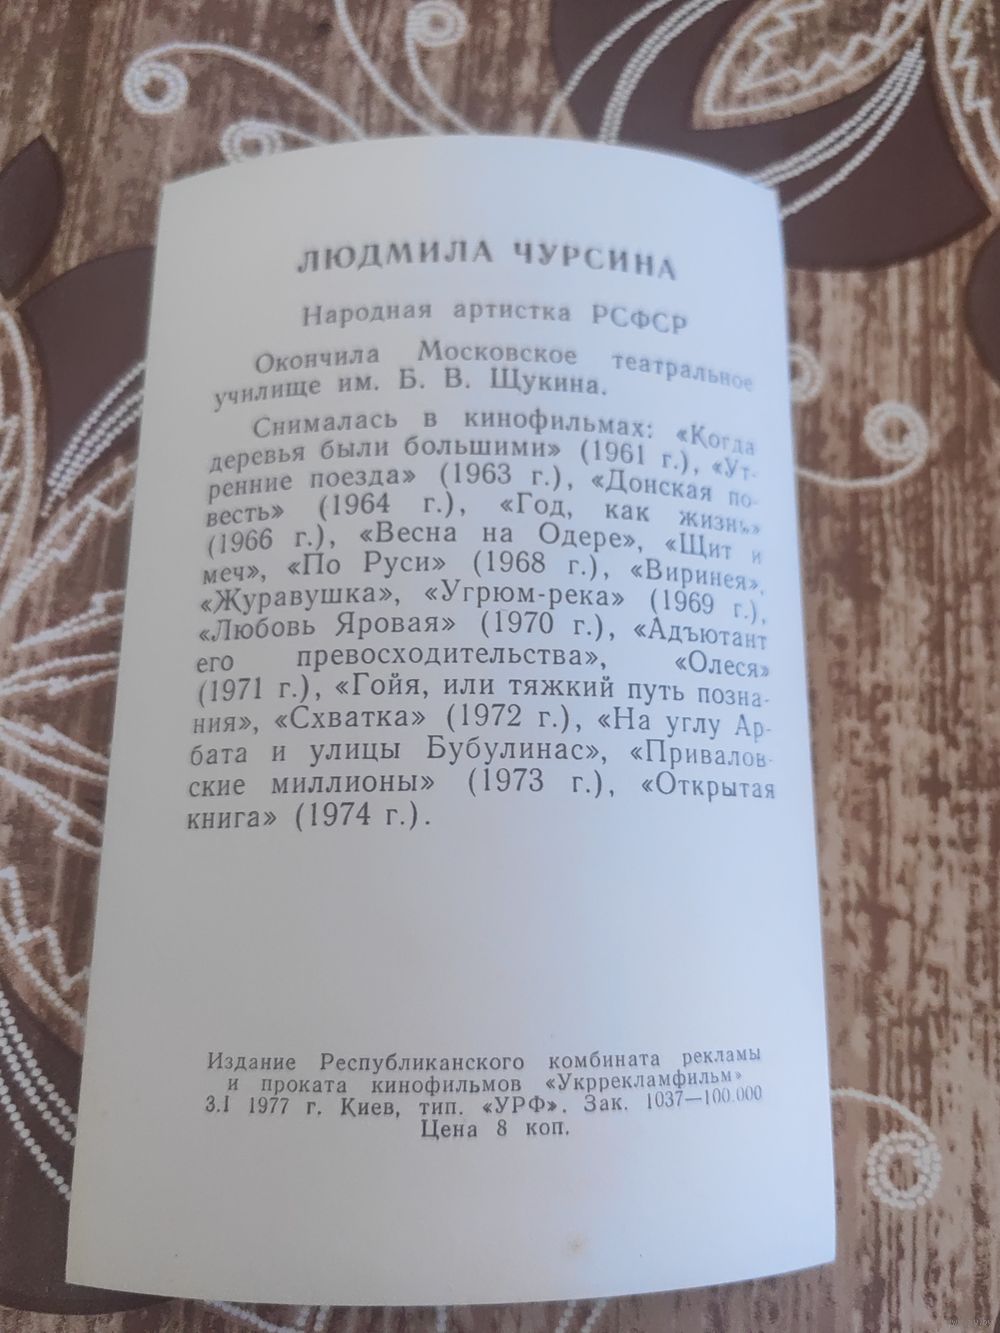 ЛЮДМИЛА ЧУРСИНА
Народная артистка РСФСР
Окончила Московское театральное
училище им. Б. В. Щукина.
Снималась в кинофильмах: «Когда
деревья были большими» (1961 г.), «Ут-
ренние поезда» (1963 г.), «Донская по-
весть» (1964 г.), «Год, как жизнь»
(1966 г.), «Весна на Одере», «Щит и
меч», «По Руси» (1968 г.), «Виринея»,
«Журавушка», «Угрюм-река» (1969 г.),
«Любовь Яровая» (1970 г.), «Адъютант
его превосходительства», «Олеся»
(1971 г.), «Гойя, или тяжкий путь позна-
ния», «Схватка» (1972 г.), «На углу Ар-
бата и улицы Бубулинас», «Приваловв-
ские миллионы» (1973 г.), «Открытая
книга» (1974 г.).
Издание Республиканского комбината рекламы
и проката кинофильмов «Укррекламфильм»
3.I 1977 г. Киев, тип. «УРФ». Зак. 1037—100.000
Цена 8 коп.